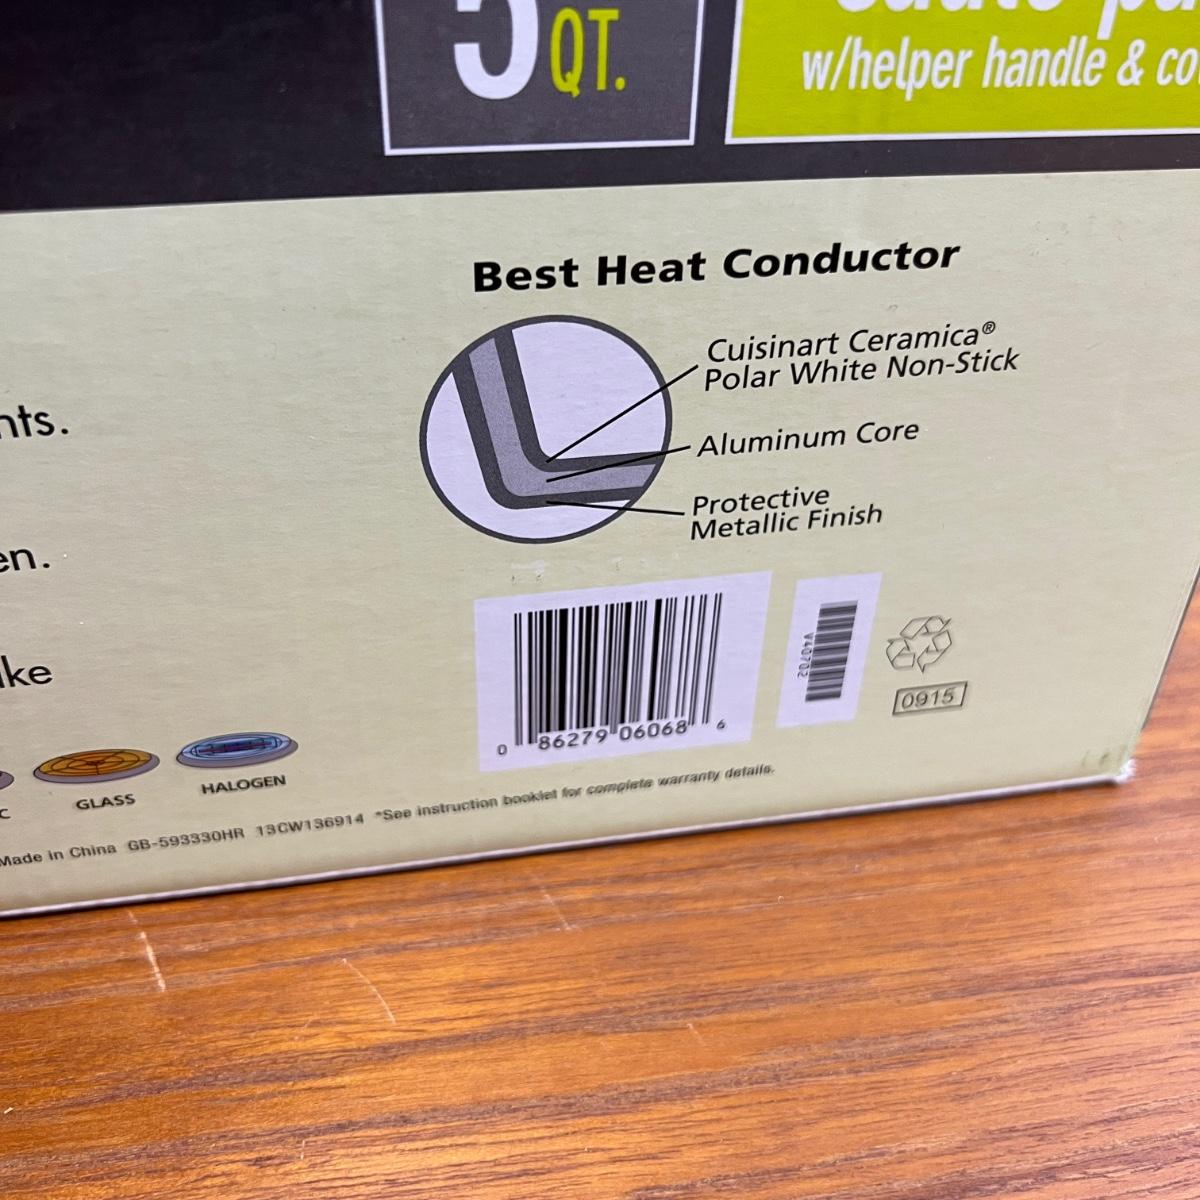 5 QT.
w/helper handle & co
Best Heat Conductor
Cuisinart Ceramica®
Polar White Non-Stick
Aluminum Core
Protective
Metallic Finish
nts.
en.
ke
V40702
0915
0 86279 06068 6
C
GLASS
HALOGEN
Made in China GB-593330HR 13CW136914 *See instruction booklet for complete warranty details.